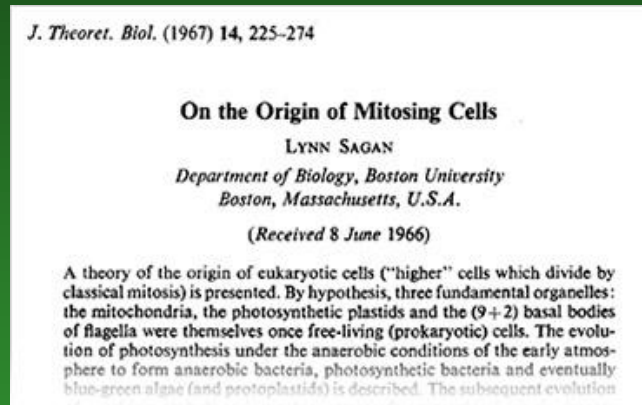 J. Theoret. Biol. (1967) 14, 225-274
On the Origin of Mitosing Cells
LYNN SAGAN
Department of Biology, Boston University
Boston, Massachusetts, U.S.A.
(Received 8 June 1966)
A theory of the origin of eukaryotic cells ("higher" cells which divide by
classical mitosis) is presented. By hypothesis, three fundamental organelles:
the mitochondria, the photosynthetic plastids and the (9+2) basal bodies
of flagella were themselves once free-living (prokaryotic) cells. The evolu-
tion of photosynthesis under the anaerobic conditions of the early atmos-
phere to form anaerobic bacteria, photosynthetic bacteria and eventually
blue-green algae (and protoplastids) is described. The subsequent evolution